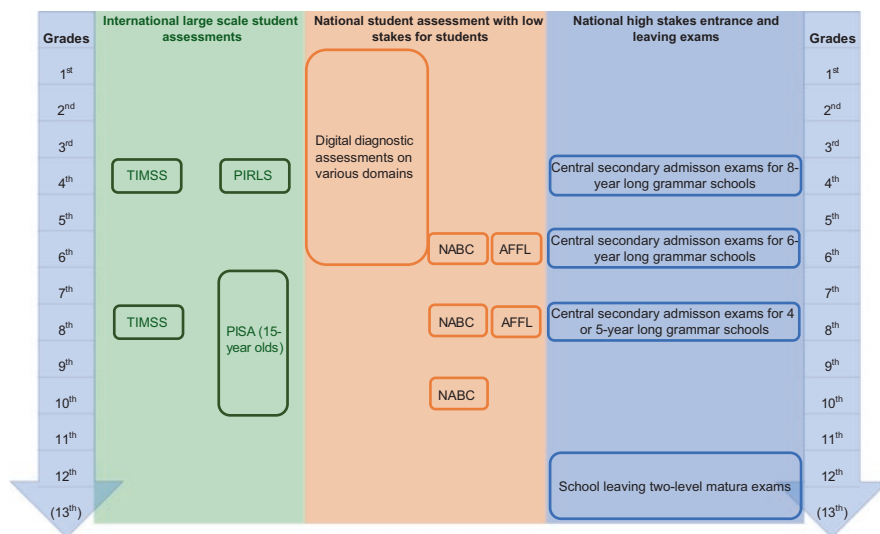 Grades
International large scale student
assessments
National student assessment with low
stakes for students
National high stakes entrance and
leaving exams
Grades
1st
1st
2nd
2nd
Digital diagnostic
assessments on
various domains
3rd
3rd
TIMSS
PIRLS
Central secondary admisson exams for 8-
year long grammar schools
4th
4th
5th
5th
NABC
AFFL
Central secondary admisson exams for 6-
year long grammar schools
6th
6th
7th
7th
TIMSS
PISA (15-
year olds)
NABC
AFFL
Central secondary admisson exams for 4
or 5-year long grammar schools
8th
8th
9th
9th
NABC
10th
10th
11th
11th
12th
12th
School leaving two-level matura exams
(13th)
(13th)